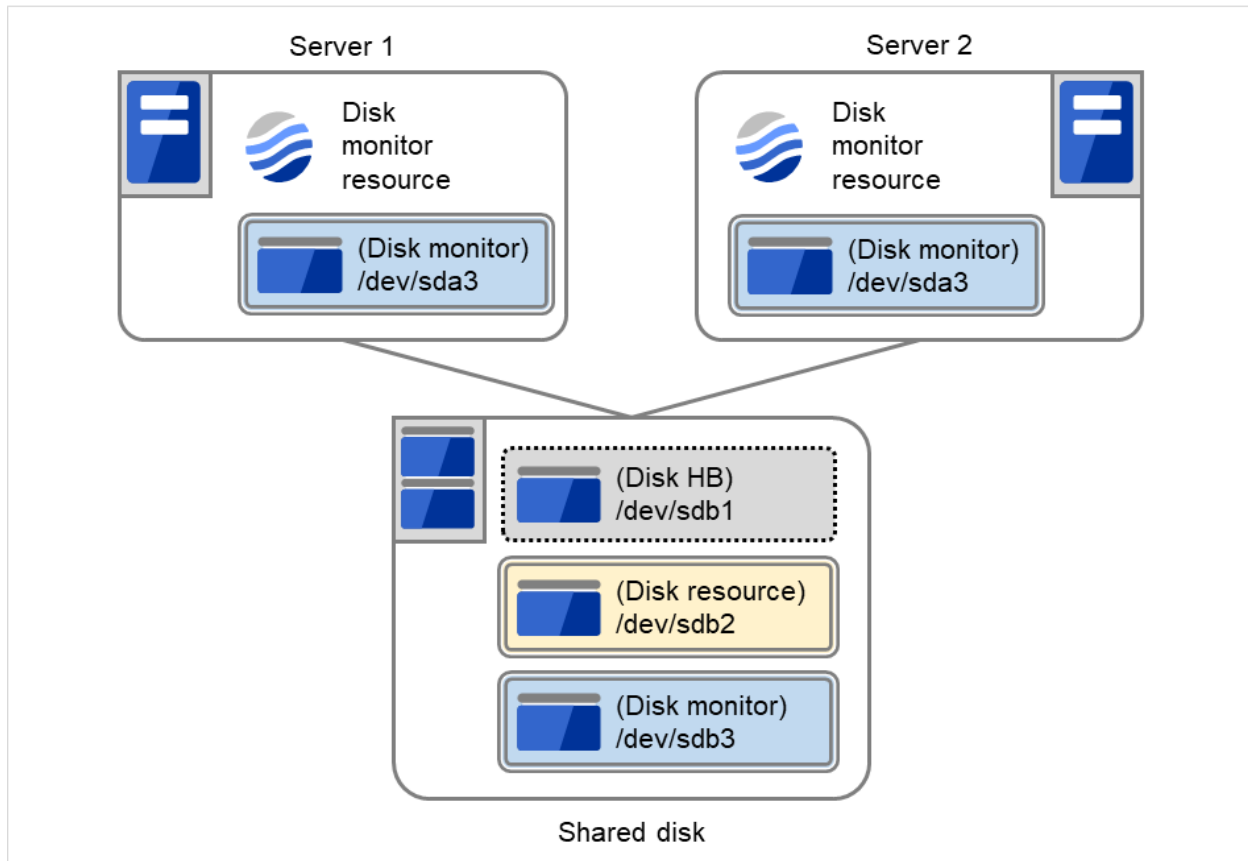 Server 1
Disk
monitor
resource
(Disk monitor)
/dev/sda3
Server 2
Disk
monitor
resource
(Disk monitor)
/dev/sda3
(Disk HB)
/dev/sdb1
(Disk resource)
/dev/sdb2
(Disk monitor)
/dev/sdb3
Shared disk